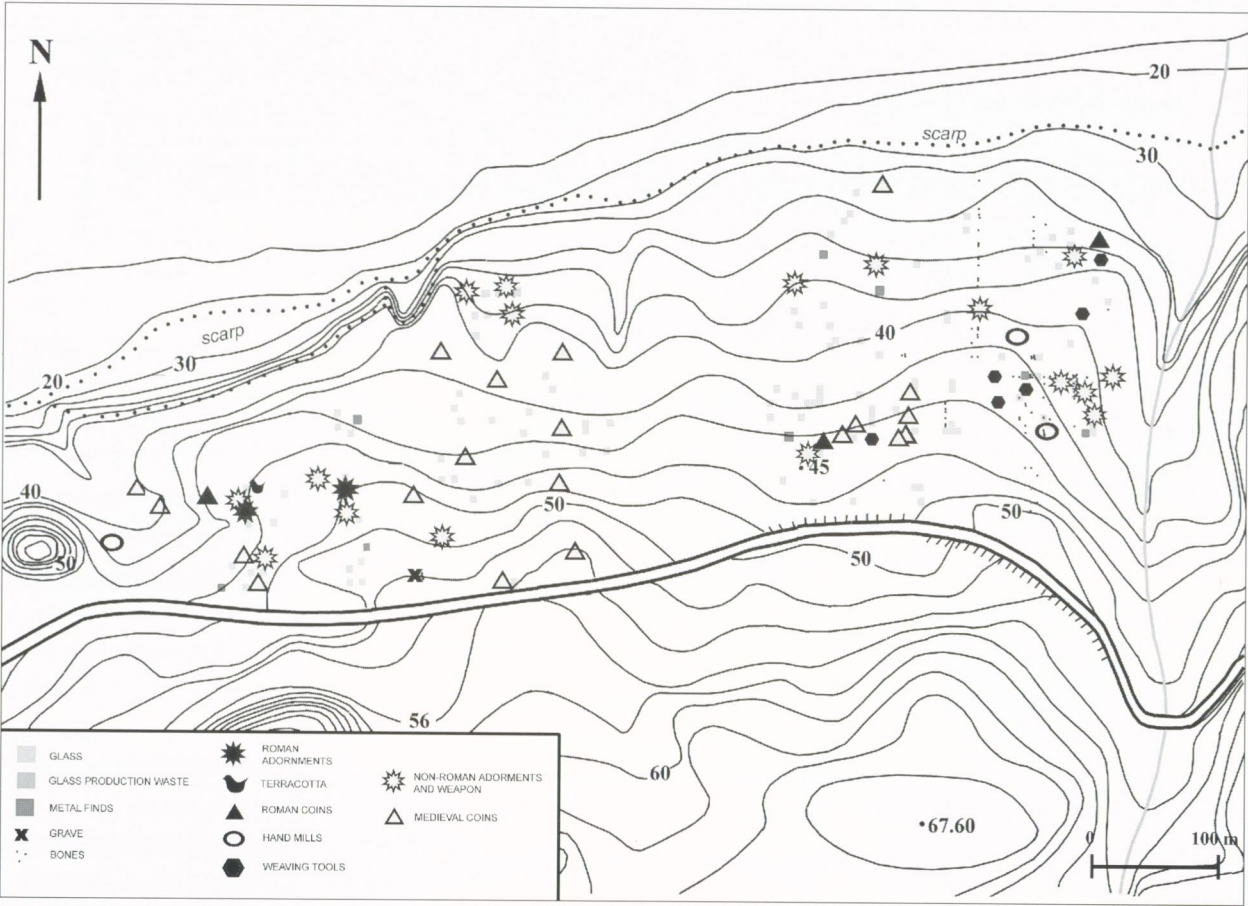 N
20
scarp
30
scarp
30
20.
40
40
45
50
50
50
50
56
60
67.60
0 100 m
GLASS
GLASS PRODUCTION WASTE
METAL FINDS
GRAVE
BONES
ROMAN
ADORNMENTS
TERRACOTTA
ROMAN COINS
HAND MILLS
WEAVING TOOLS
NON-ROMAN ADORMENTS
AND WEAPON
MEDIEVAL COINS